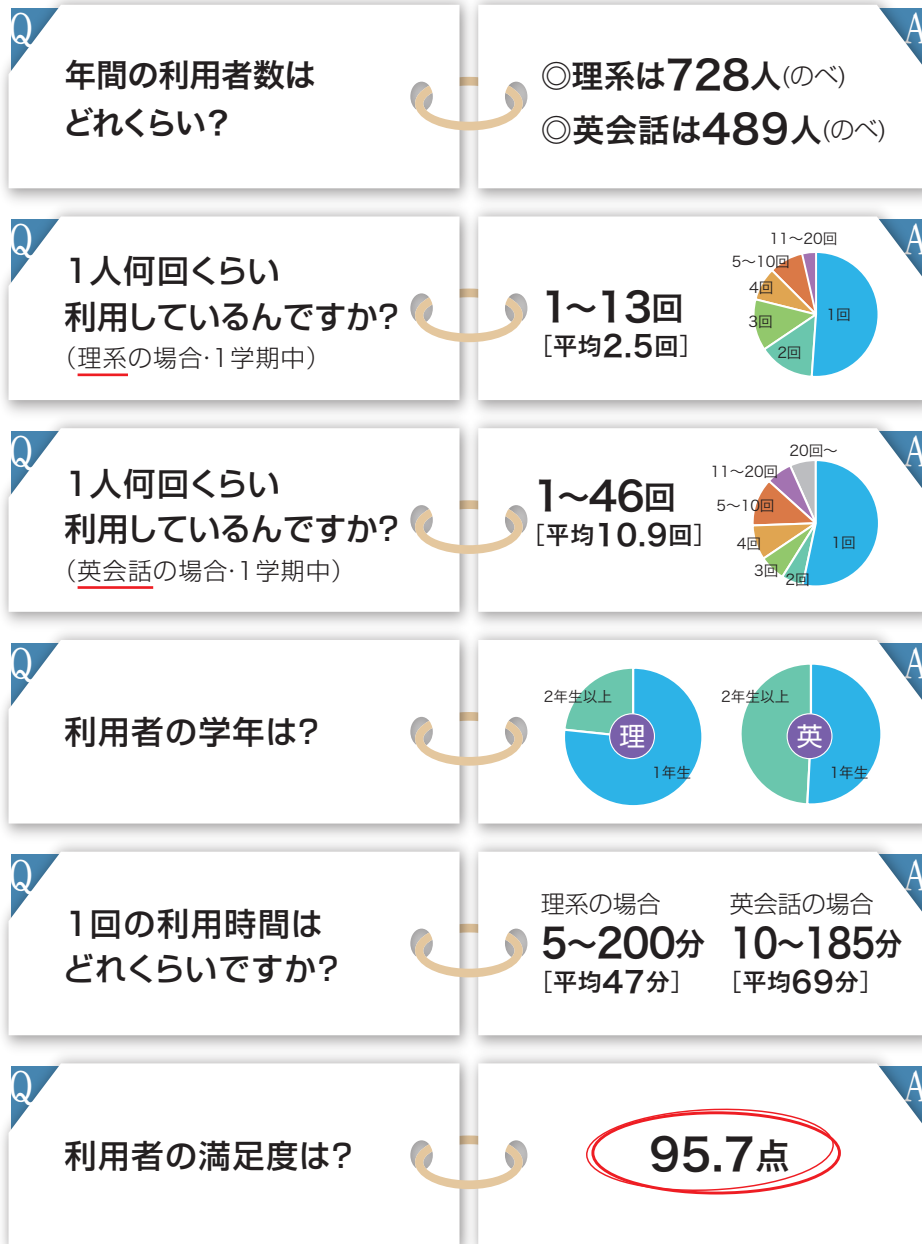 Q
年間の利用者数は
どれくらい?
A
◎理系は728人(のべ)
◎英会話は489人(のべ)
Q
1人何回くらい
利用しているんですか?
(理系の場合・1学期中)
A
1〜13回
[平均2.5回]
11〜20回
5〜10回
4回
3回
2回
1回
Q
1人何回くらい
利用しているんですか?
(英会話の場合・1学期中)
A
1〜46回
[平均10.9回]
20回〜
11〜20回
5〜10回
4回
3回
2回
1回
Q
利用者の学年は?
A
2年生以上
理
1年生
2年生以上
英
1年生
Q
1回の利用時間は
どれくらいですか?
A
理系の場合
5〜200分
[平均47分]
英会話の場合
10〜185分
[平均69分]
Q
利用者の満足度は?
A
95.7点